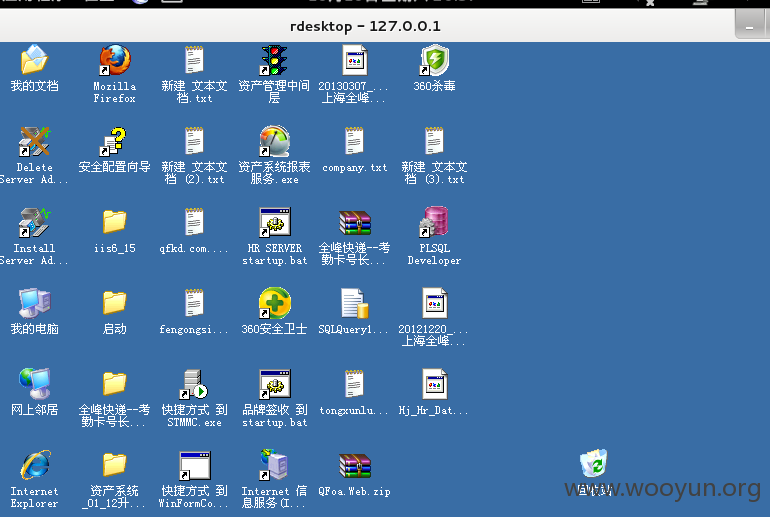 rdesktop - 127.0.0.1
我的文档
Mozilla
Firefox
新建 文本文
档.txt
资产管理中间
层
20130307_...
上海全峰...
360杀毒
Delete
Server Ad...
安全配置向导
新建 文本文
档 (2).txt
资产系统报表
服务.exe
company.txt
新建 文本文
档 (3).txt
Install
Server Ad...
iis6_15
qfkd.com....
HR SERVER
startup.bat
全峰快递--考
勤卡号长...
PLSQL
Developer
我的电脑
启动
fengongsi...
360安全卫士
SQLQuery1...
20121220_...
上海全峰...
网上邻居
全峰快递--考
勤卡号长...
快捷方式 到
STMMC.exe
品牌签收 到
startup.bat
tongxunlu...
Hj_Hr_Dat...
Internet
Explorer
资产系统
_01_12升...
快捷方式 到
WinFormCo...
Internet 信
息服务(I...
QFoa.Web.zip
回收站
www.wooyun.org